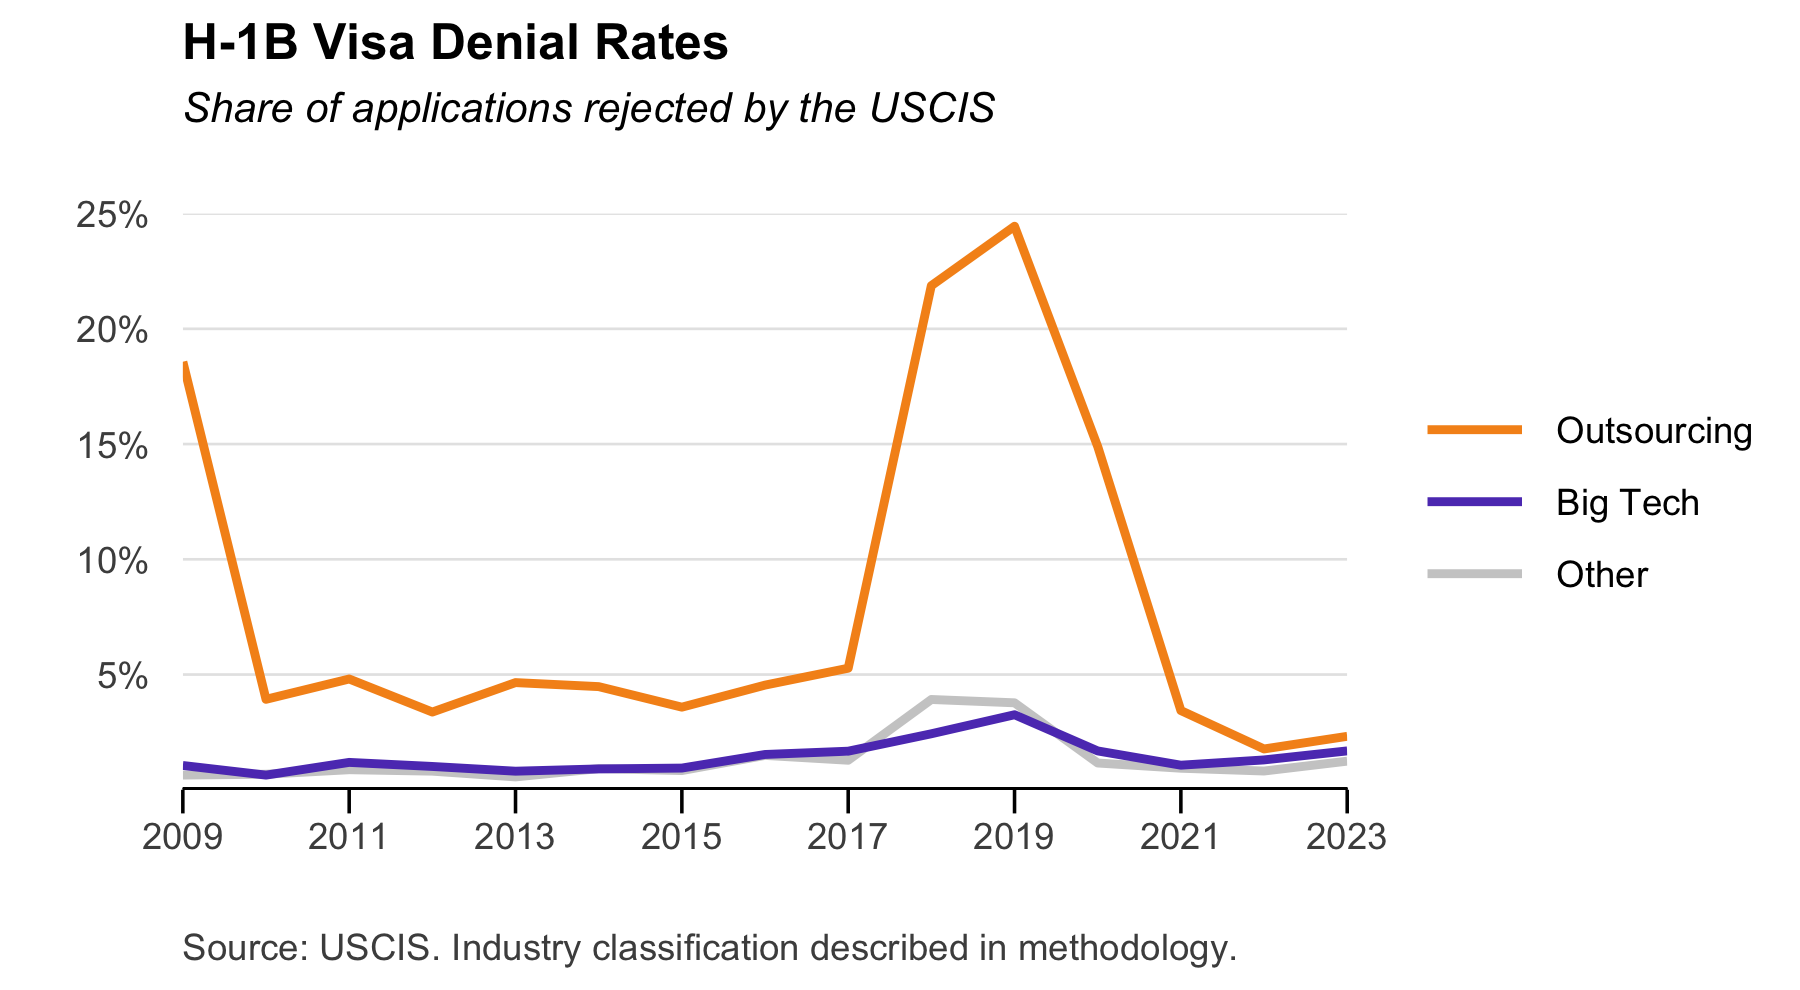 H-1B Visa Denial Rates
Share of applications rejected by the USCIS
25%
20%
15%
10%
5%
Outsourcing
Big Tech
Other
2009 2011 2013 2015 2017 2019 2021 2023
Source: USCIS. Industry classification described in methodology.